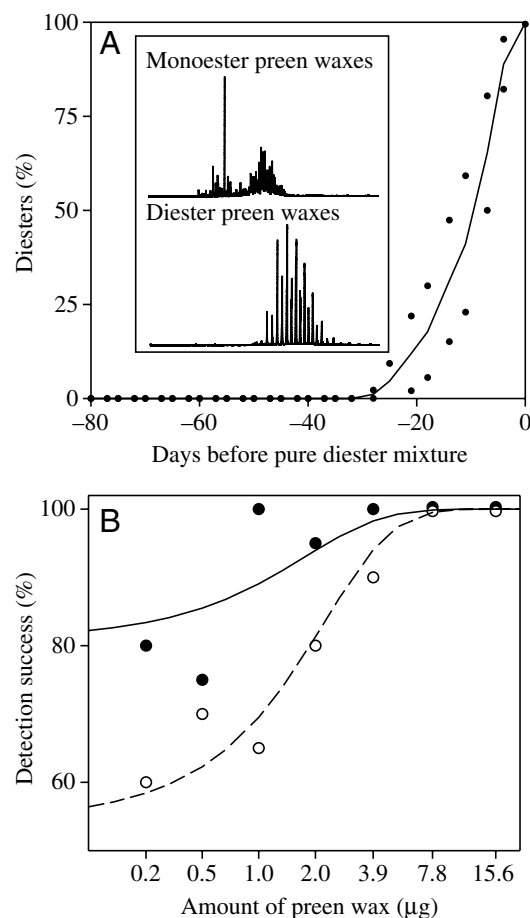 100
A
Monoester preen waxes
75
Diesters (%)
50
Diester preen waxes
25
0
–80 –60 –40 –20 0
Days before pure diester mixture
100
B
Detection success (%)
80
60
0.2 0.5 1.0 2.0 3.9 7.8 15.6
Amount of preen wax (μg)